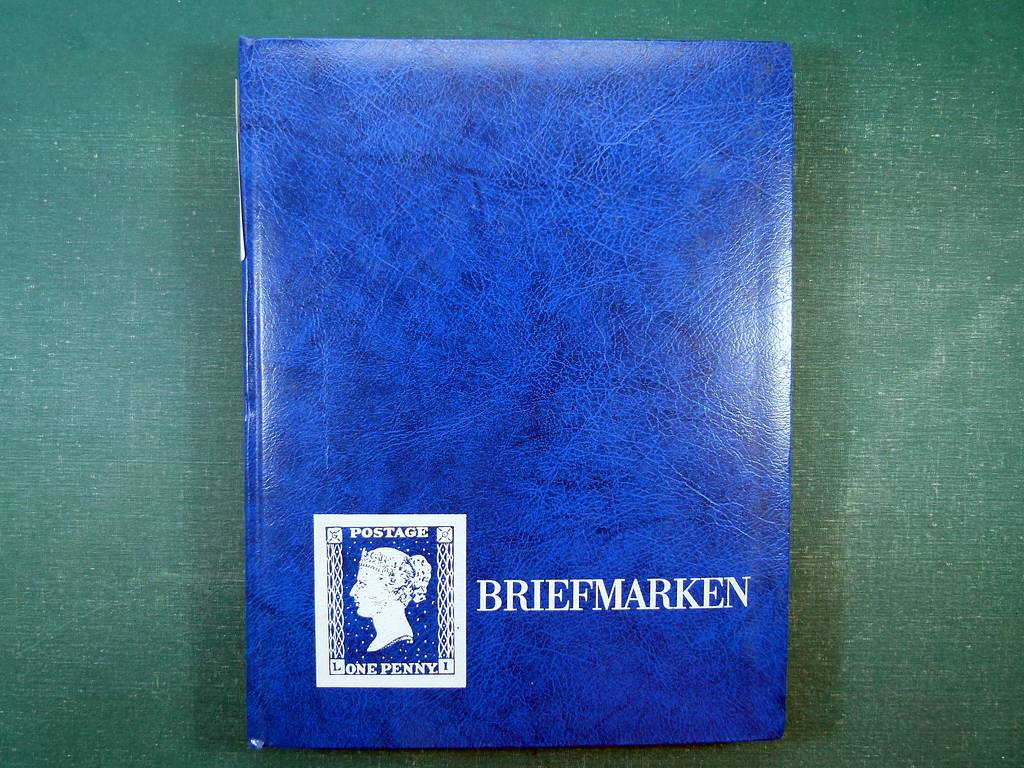 POSTAGE
BRIEFMARKEN
L ONE PENNY. I